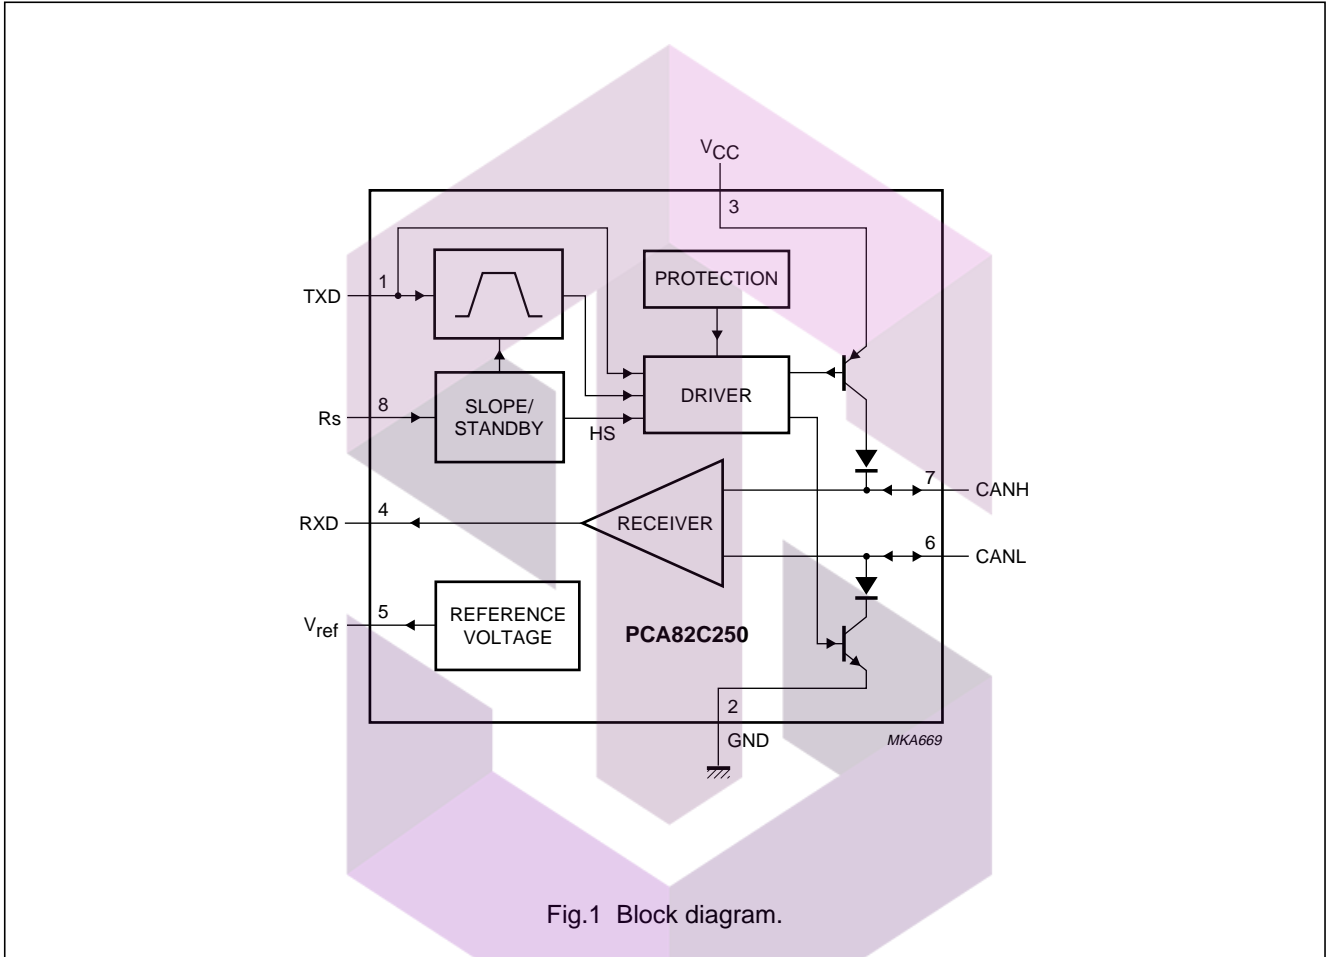 VCC
3
1
TXD
PROTECTION
DRIVER
8
Rs
SLOPE/
STANDBY
HS
7
CANH
4
RXD
RECEIVER
6
CANL
5
Vref
REFERENCE
VOLTAGE
PCA82C250
2
GND
MKA669
Fig.1 Block diagram.